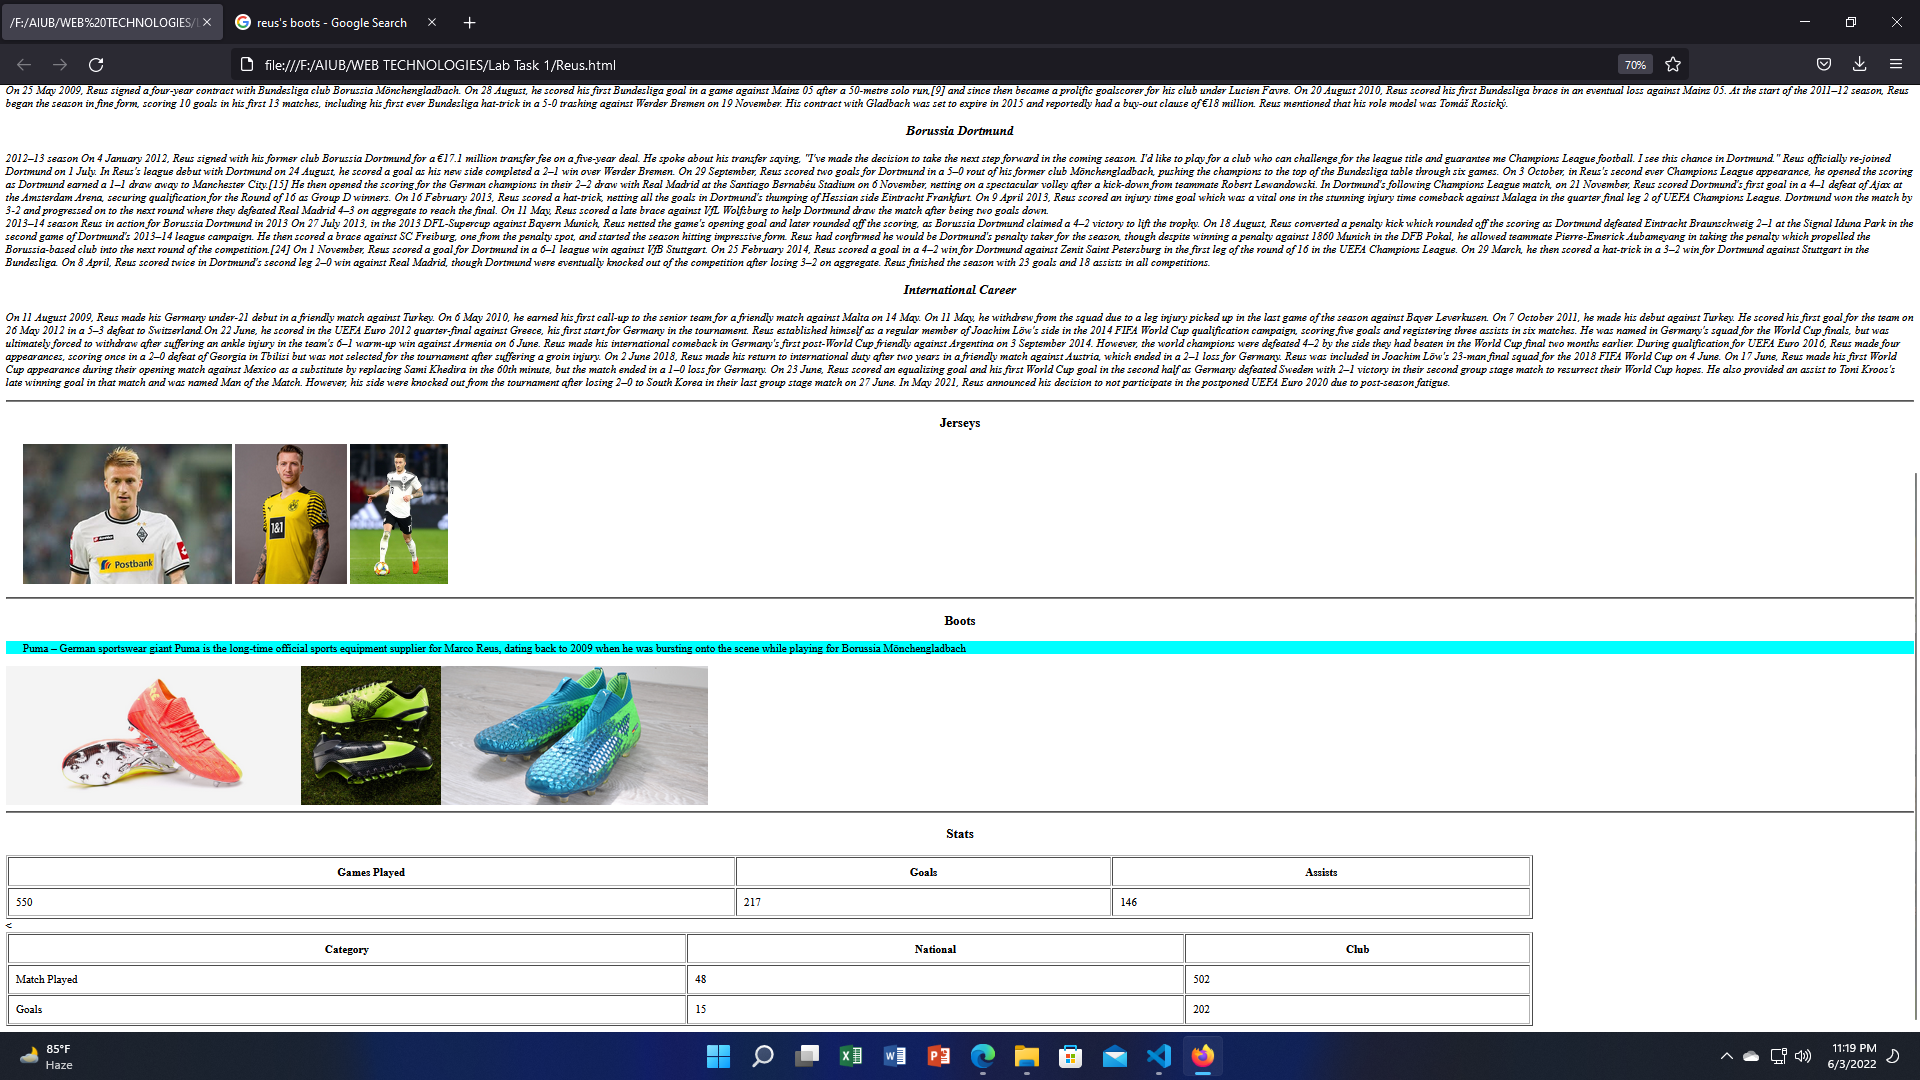 /F:/AIUB/WEB%20TECHNOLOGIES/L
reus's boots - Google Search
file:///F:/AIUB/WEB TECHNOLOGIES/Lab Task 1/Reus.html
70%
On 25 May 2009, Reus signed a four-year contract with Bundesliga club Borussia Mönchengladbach. On 28 August, he scored his first Bundesliga goal in a game against Mainz 05 after a 50-metre solo run,[9] and since then became a prolific goalscorer for his club under Lucien Favre. On 20 August 2010, Reus scored his first Bundesliga brace in an eventual loss against Mainz 05. At the start of the 2011–12 season, Reus
began the season in fine form, scoring 10 goals in his first 13 matches, including his first ever Bundesliga hat-trick in a 5-0 trashing against Werder Bremen on 19 November. His contract with Gladbach was set to expire in 2015 and reportedly had a buy-out clause of €18 million. Reus mentioned that his role model was Tomáš Rosický.
Borussia Dortmund
2012–13 season On 4 January 2012, Reus signed with his former club Borussia Dortmund for a €17.1 million transfer fee on a five-year deal. He spoke about his transfer saying, "I've made the decision to take the next step forward in the coming season. I'd like to play for a club who can challenge for the league title and guarantee me Champions League football. I see this chance in Dortmund." Reus officially re-joined
Dortmund on 1 July. In Reus's league debut with Dortmund on 24 August, he scored a goal as his new side completed a 2–1 win over Werder Bremen. On 29 September, Reus scored two goals for Dortmund in a 5–0 rout of his former club Mönchengladbach, pushing the champions to the top of the Bundesliga table through six games. On 3 October, in Reus's second ever Champions League appearance, he opened the scoring
as Dortmund earned a 1–1 draw away to Manchester City.[15] He then opened the scoring for the German champions in their 2–2 draw with Real Madrid at the Santiago Bernabéu Stadium on 6 November, netting on a spectacular volley after a kick-down from teammate Robert Lewandowski. In Dortmund's following Champions League match, on 21 November, Reus scored Dortmund's first goal in a 4–1 defeat of Ajax at
the Amsterdam Arena, securing qualification for the Round of 16 as Group D winners. On 16 February 2013, Reus scored a hat-trick, netting all the goals in Dortmund's thumping of Hessian side Eintracht Frankfurt. On 9 April 2013, Reus scored an injury time goal which was a vital one in the stunning injury time comeback against Malaga in the quarter final leg 2 of UEFA Champions League. Dortmund won the match by
3-2 and progressed on to the next round where they defeated Real Madrid 4–3 on aggregate to reach the final. On 11 May, Reus scored a late brace against VfL Wolfsburg to help Dortmund draw the match after being two goals down.
2013–14 season Reus in action for Borussia Dortmund in 2013 On 27 July 2013, in the 2013 DFL-Supercup against Bayern Munich, Reus netted the game's opening goal and later rounded off the scoring, as Borussia Dortmund claimed a 4–2 victory to lift the trophy. On 18 August, Reus converted a penalty kick which rounded off the scoring as Dortmund defeated Eintracht Braunschweig 2–1 at the Signal Iduna Park in the
second game of Dortmund's 2013–14 league campaign. He then scored a brace against SC Freiburg, one from the penalty spot, and started the season hitting impressive form. Reus had confirmed he would be Dortmund's penalty taker for the season, though despite winning a penalty against 1860 Munich in the DFB Pokal, he allowed teammate Pierre-Emerick Aubameyang in taking the penalty which propelled the
Borussia-based club into the next round of the competition.[24] On 1 November, Reus scored a goal for Dortmund in a 6–1 league win against VfB Stuttgart. On 25 February 2014, Reus scored a goal in a 4–2 win for Borussia Dortmund against Zenit Saint Petersburg in the first leg of the round of 16 in the UEFA Champions League. On 29 March, he then scored a hat-trick in a 3–2 win for Dortmund against Stuttgart in the
Bundesliga. On 8 April, Reus scored twice in Dortmund's second leg 2–0 win against Real Madrid, though Dortmund were eventually knocked out of the competition after losing 3–2 on aggregate. Reus finished the season with 23 goals and 18 assists in all competitions.
International Career
On 11 August 2009, Reus made his Germany under-21 debut in a friendly match against Turkey. On 6 May 2010, he earned his first call-up to the senior team for a friendly match against Malta on 14 May. On 11 May, he withdrew from the squad due to a leg injury picked up in the last game of the season against Bayer Leverkusen. On 7 October 2011, he made his debut against Turkey. He scored his first goal for the team on
26 May 2012 in a 5–3 defeat to Switzerland.On 22 June, he scored in the UEFA Euro 2012 quarter-final against Greece, his first start for Germany in the tournament. Reus established himself as a regular member of Joachim Löw's side in the 2014 FIFA World Cup qualification campaign, scoring five goals and registering three assists in six matches. He was named in Germany's squad for the World Cup finals, but was
ultimately forced to withdraw after suffering an ankle injury in the team's 6–1 warm-up win against Armenia on 6 June. Reus made his international comeback in Germany's first post-World Cup friendly against Argentina on 3 September 2014. However, the world champions were defeated 4–2 by the side they had beaten in the World Cup final two months earlier. During qualification for UEFA Euro 2016, Reus made four
appearances, scoring once in a 2–0 defeat of Georgia in Tbilisi but was not selected for the tournament after suffering a groin injury. On 2 June 2018, Reus made his return to international duty after two years in a friendly match against Austria, which ended in a 2–1 loss for Germany. Reus was included in Joachim Löw's 23-man final squad for the 2018 FIFA World Cup on 4 June. On 17 June, Reus made his first World
Cup appearance during their opening match against Mexico as a substitute by replacing Sami Khedira in the 60th minute, but the match ended in a 1–0 loss for Germany. On 23 June, Reus scored an equalizing goal and his first World Cup goal in the second half as Germany defeated Sweden with 2–1 victory in their second group stage match to resurrect their World Cup hopes. He also provided an assist to Toni Kroos's
late winning goal in that match and was named Man of the Match. However, his side were knocked out from the tournament after losing 2–0 to South Korea in their last group stage match on 27 June. In May 2021, Reus announced his decision to not participate in the postponed UEFA Euro 2020 due to post-season fatigue.
Jerseys
Postbank
1&1
Boots
Puma – German sportswear giant Puma is the long-time official sports equipment supplier for Marco Reus, dating back to 2009 when he was bursting onto the scene while playing for Borussia Mönchengladbach
Stats
Games Played Goals Assists
550 217 146
<
Category National Club
Match Played 48 502
Goals 15 202
85°F
Haze
11:19 PM
6/3/2022